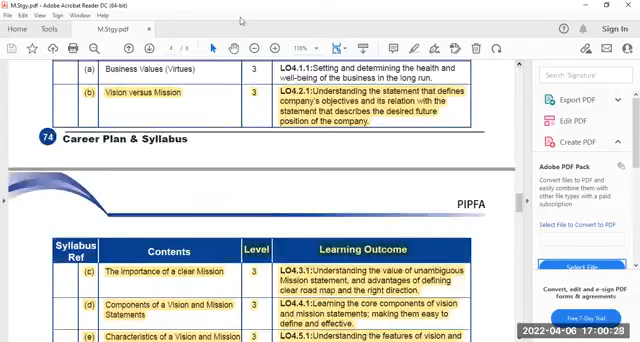 M.Stgy.pdf - Adobe Acrobat Reader DC (64-bit)
File Edit View Sign Window Help
Home Tools M.Stgy.pdf × Sign In
4 / 6 116%
(a) Business Values (Virtues) 3 LO4.1.1:Setting and determining the health and
well-being of the business in the long run.
(b) Vision versus Mission 3 LO4.2.1:Understanding the statement that defines
company's objectives and its relation with the
statement that describes the desired future
position of the company.
74 Career Plan & Syllabus
PIPFA
Syllabus
Ref Contents Level Learning Outcome
(c) The importance of a clear Mission 3 LO4.3.1:Understanding the value of unambiguous
Mission statement, and advantages of defining
clear road map and the right direction.
(d) Components of a Vision and Mission
Statements 3 LO4.4.1:Learning the core components of vision
and mission statements; making them easy to
define and effective.
(e) Characteristics of a Vision and Mission 3 LO4.5.1:Understanding the features of vision and
Search 'Signature'
Export PDF
Edit PDF
Create PDF
Adobe PDF Pack
Convert files to PDF and
easily combine them with
other file types with a paid
subscription
Select File to Convert to PDF
Select File
Convert, edit and e-sign PDF
forms & agreements
Free 7-Day Trial
2022-04-06 17:00:28